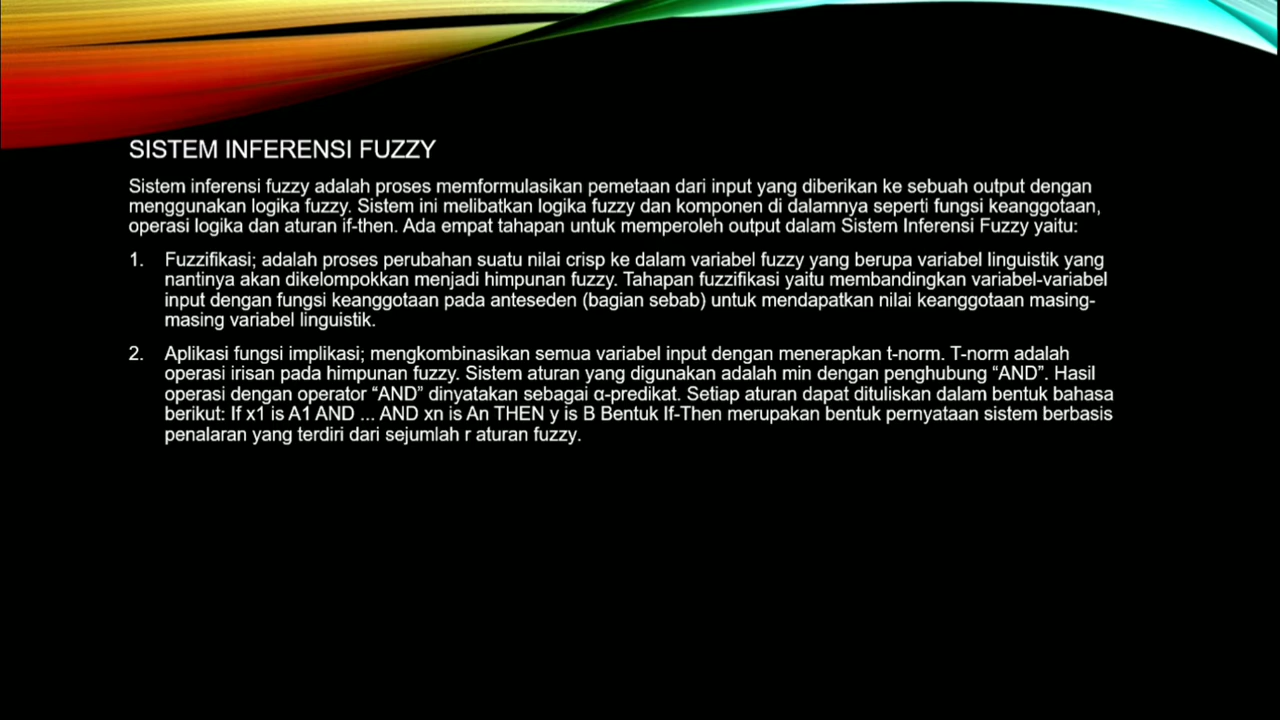 SISTEM INFERENSI FUZZY
Sistem inferensi fuzzy adalah proses memformulasikan pemetaan dari input yang diberikan ke sebuah output dengan
menggunakan logika fuzzy. Sistem ini melibatkan logika fuzzy dan komponen di dalamnya seperti fungsi keanggotaan,
operasi logika dan aturan if-then. Ada empat tahapan untuk memperoleh output dalam Sistem Inferensi Fuzzy yaitu:
1. Fuzzifikasi; adalah proses perubahan suatu nilai crisp ke dalam variabel fuzzy yang berupa variabel linguistik yang
nantinya akan dikelompokkan menjadi himpunan fuzzy. Tahapan fuzzifikasi yaitu membandingkan variabel-variabel
input dengan fungsi keanggotaan pada anteseden (bagian sebab) untuk mendapatkan nilai keanggotaan masing-
masing variabel linguistik.
2. Aplikasi fungsi implikasi; mengkombinasikan semua variabel input dengan menerapkan t-norm. T-norm adalah
operasi irisan pada himpunan fuzzy. Sistem aturan yang digunakan adalah min dengan penghubung “AND”. Hasil
operasi dengan operator “AND” dinyatakan sebagai α-predikat. Setiap aturan dapat dituliskan dalam bentuk bahasa
berikut: If x1 is A1 AND ... AND xn is An THEN y is B Bentuk If-Then merupakan bentuk pernyataan sistem berbasis
penalaran yang terdiri dari sejumlah r aturan fuzzy.